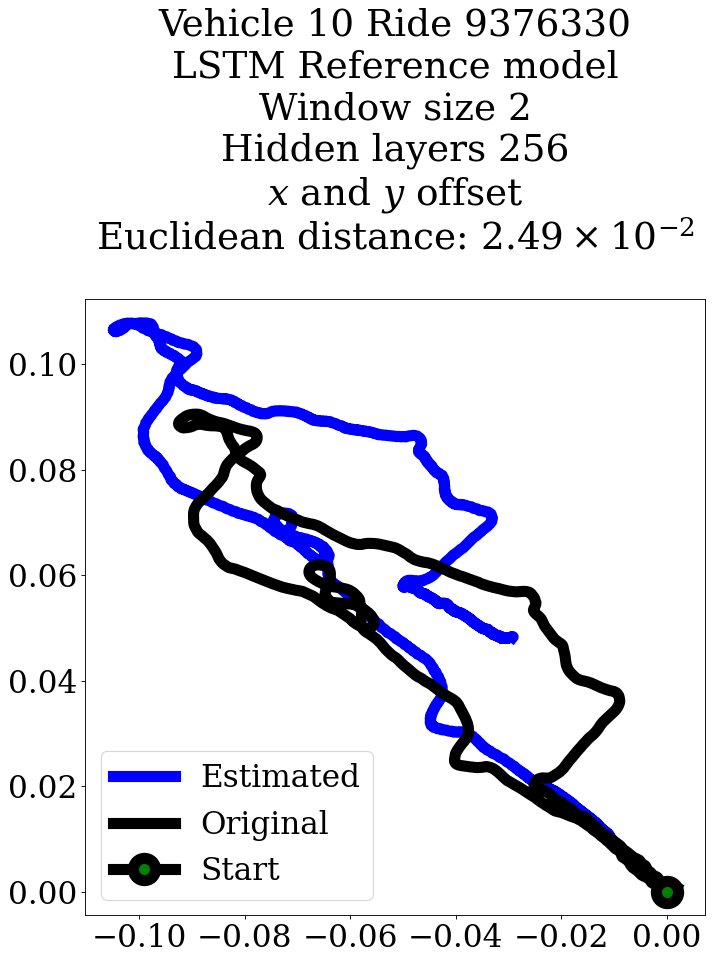 Vehicle 10 Ride 9376330
LSTM Reference model
Window size 2
Hidden layers 256
x and y offset
Euclidean distance: 2.49 × 10⁻²
0.10
0.08
0.06
0.04
0.02
0.00
Estimated
Original
Start
−0.10 −0.08 −0.06 −0.04 −0.02 0.00